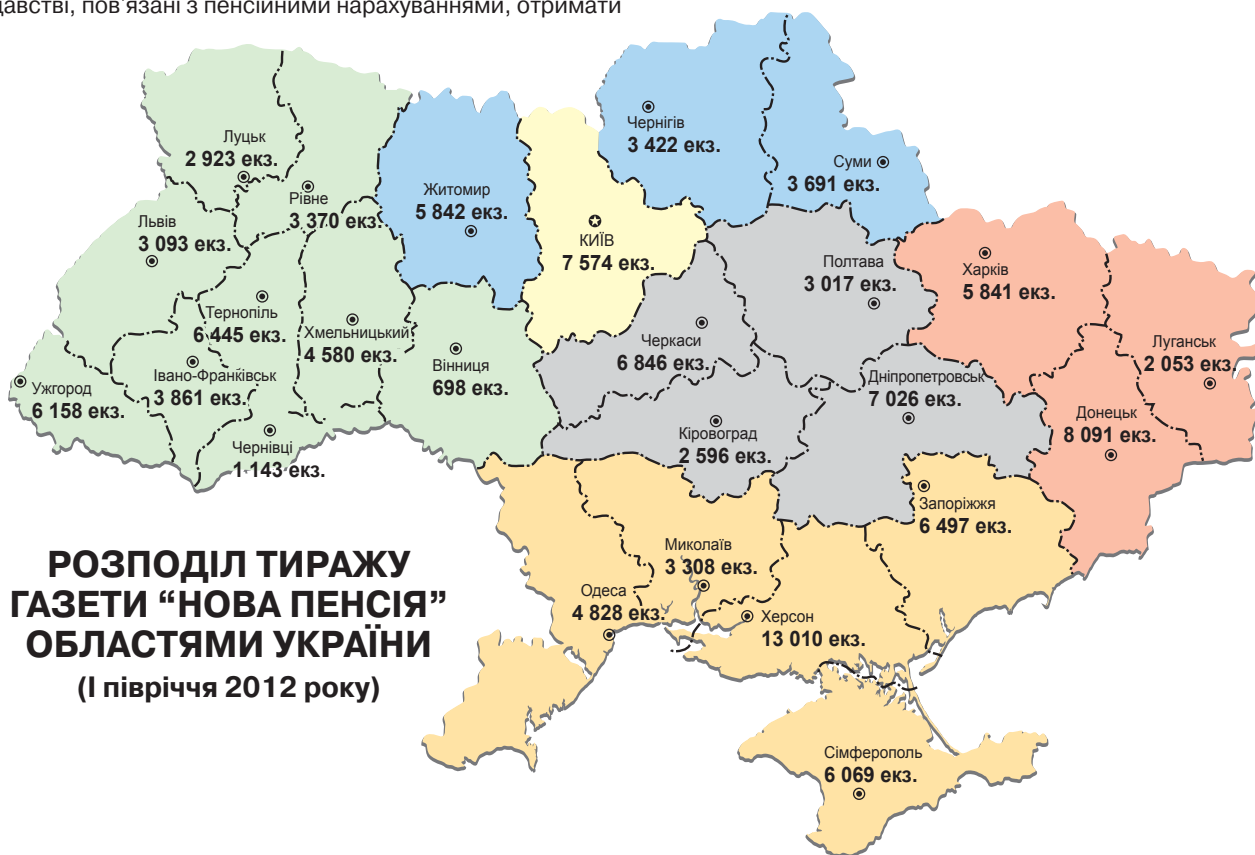 давстві, пов'язані з пенсійними нарахуваннями, отримати
Чернігів
3 422 екз.
Луцьк
2 923 екз.
Суми
3 691 екз.
Житомир
5 842 екз.
Рівне
3 370 екз.
Львів
3 093 екз.
КИЇВ
7 574 екз.
Полтава
3 017 екз.
Харків
5 841 екз.
Тернопіль
6 445 екз.
Хмельницький
4 580 екз.
Черкаси
6 846 екз.
Луганськ
2 053 екз.
Вінниця
698 екз.
Івано-Франківськ
3 861 екз.
Ужгород
6 158 екз.
Дніпропетровськ
7 026 екз.
Донецьк
8 091 екз.
Кіровоград
2 596 екз.
Чернівці
1 143 екз.
Запоріжжя
6 497 екз.
Миколаїв
3 308 екз.
Одеса
4 828 екз.
Херсон
13 010 екз.
Сімферополь
6 069 екз.
РОЗПОДІЛ ТИРАЖУ
ГАЗЕТИ “НОВА ПЕНСІЯ”
ОБЛАСТЯМИ УКРАЇНИ
(І півріччя 2012 року)